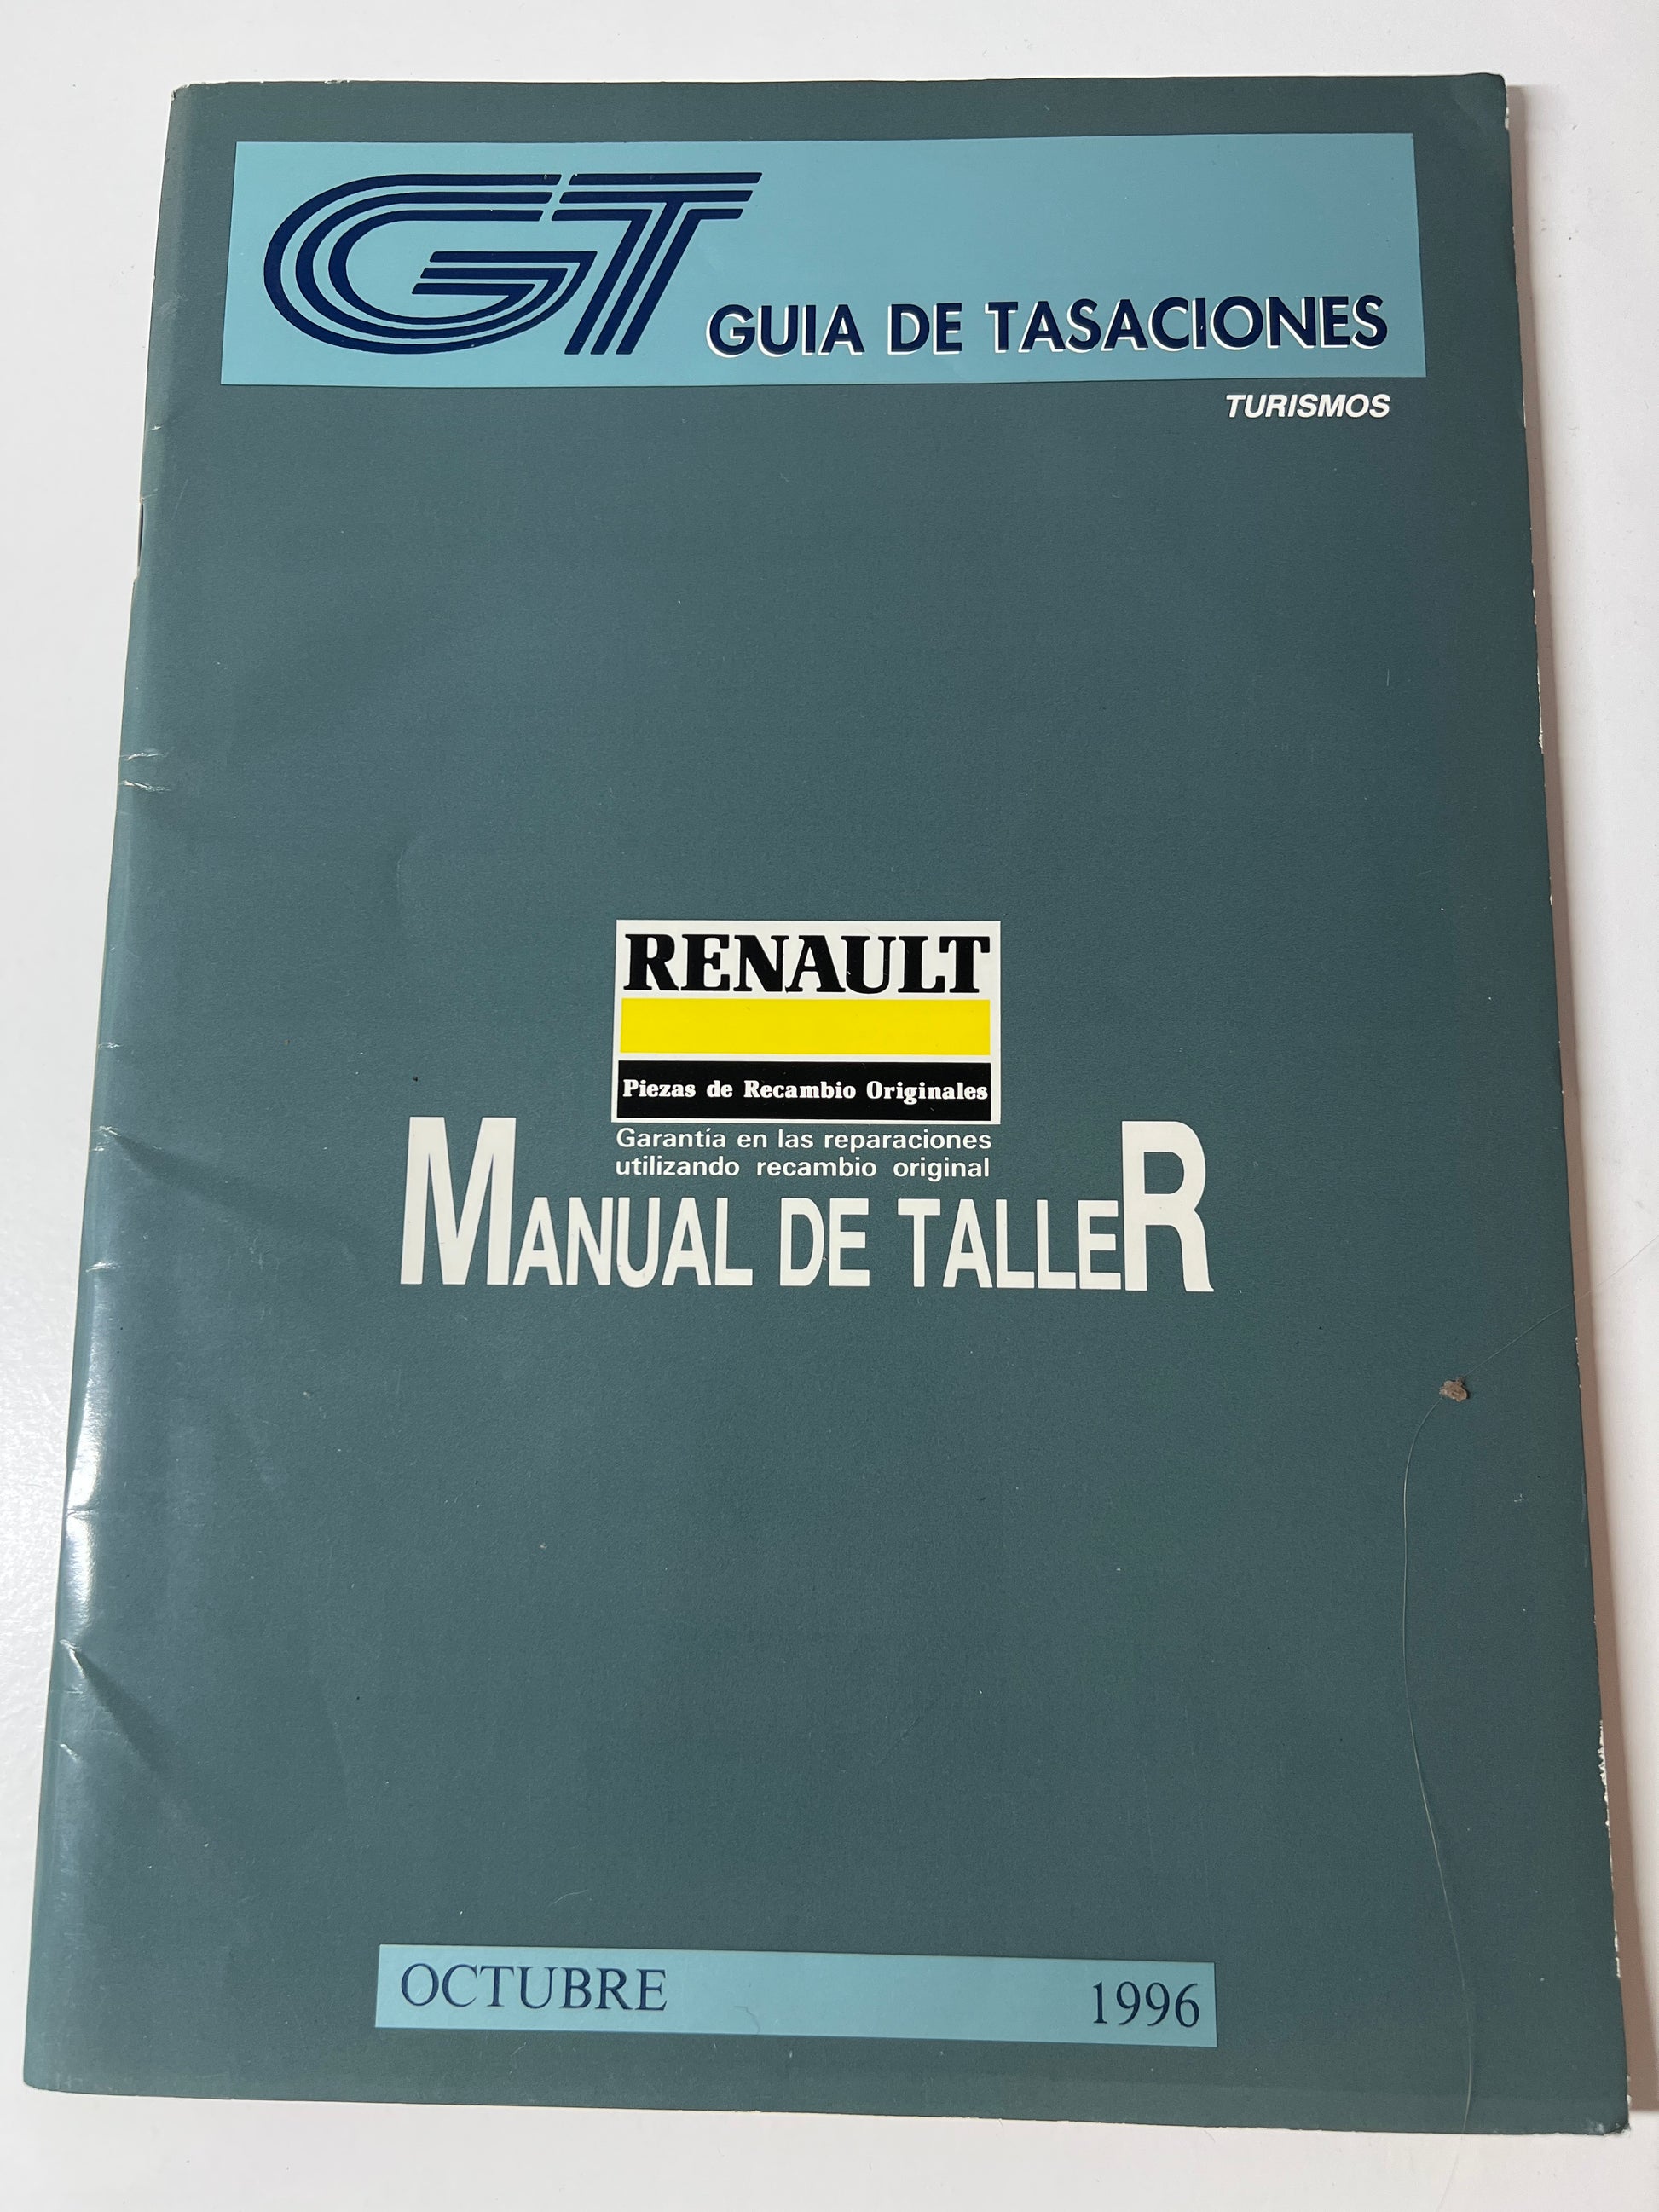 GT GUIA DE TASACIONES
TURISMOS
RENAULT
Piezas de Recambio Originales
Garantía en las reparaciones
utilizando recambio original
MANUAL DE TALLER
OCTUBRE 1996